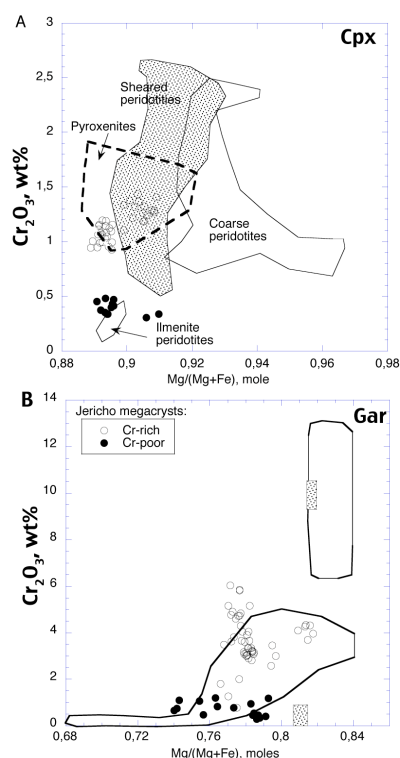 A
Cpx
3
2,5
2
1,5
1
0,5
0
Cr2O3, wt%
Sheared
peridotities
Pyroxenites
Coarse
peridotites
Ilmenite
peridotities
0,88 0,9 0,92 0,94 0,96 0,98
Mg/(Mg+Fe), mole
B
Gar
14
12
10
8
6
4
2
0
Cr2O3, wt%
Jericho megacrysts:
Cr-rich
Cr-poor
0,68 0,72 0,76 0,8 0,84
Mg/(Mg+Fe), moles